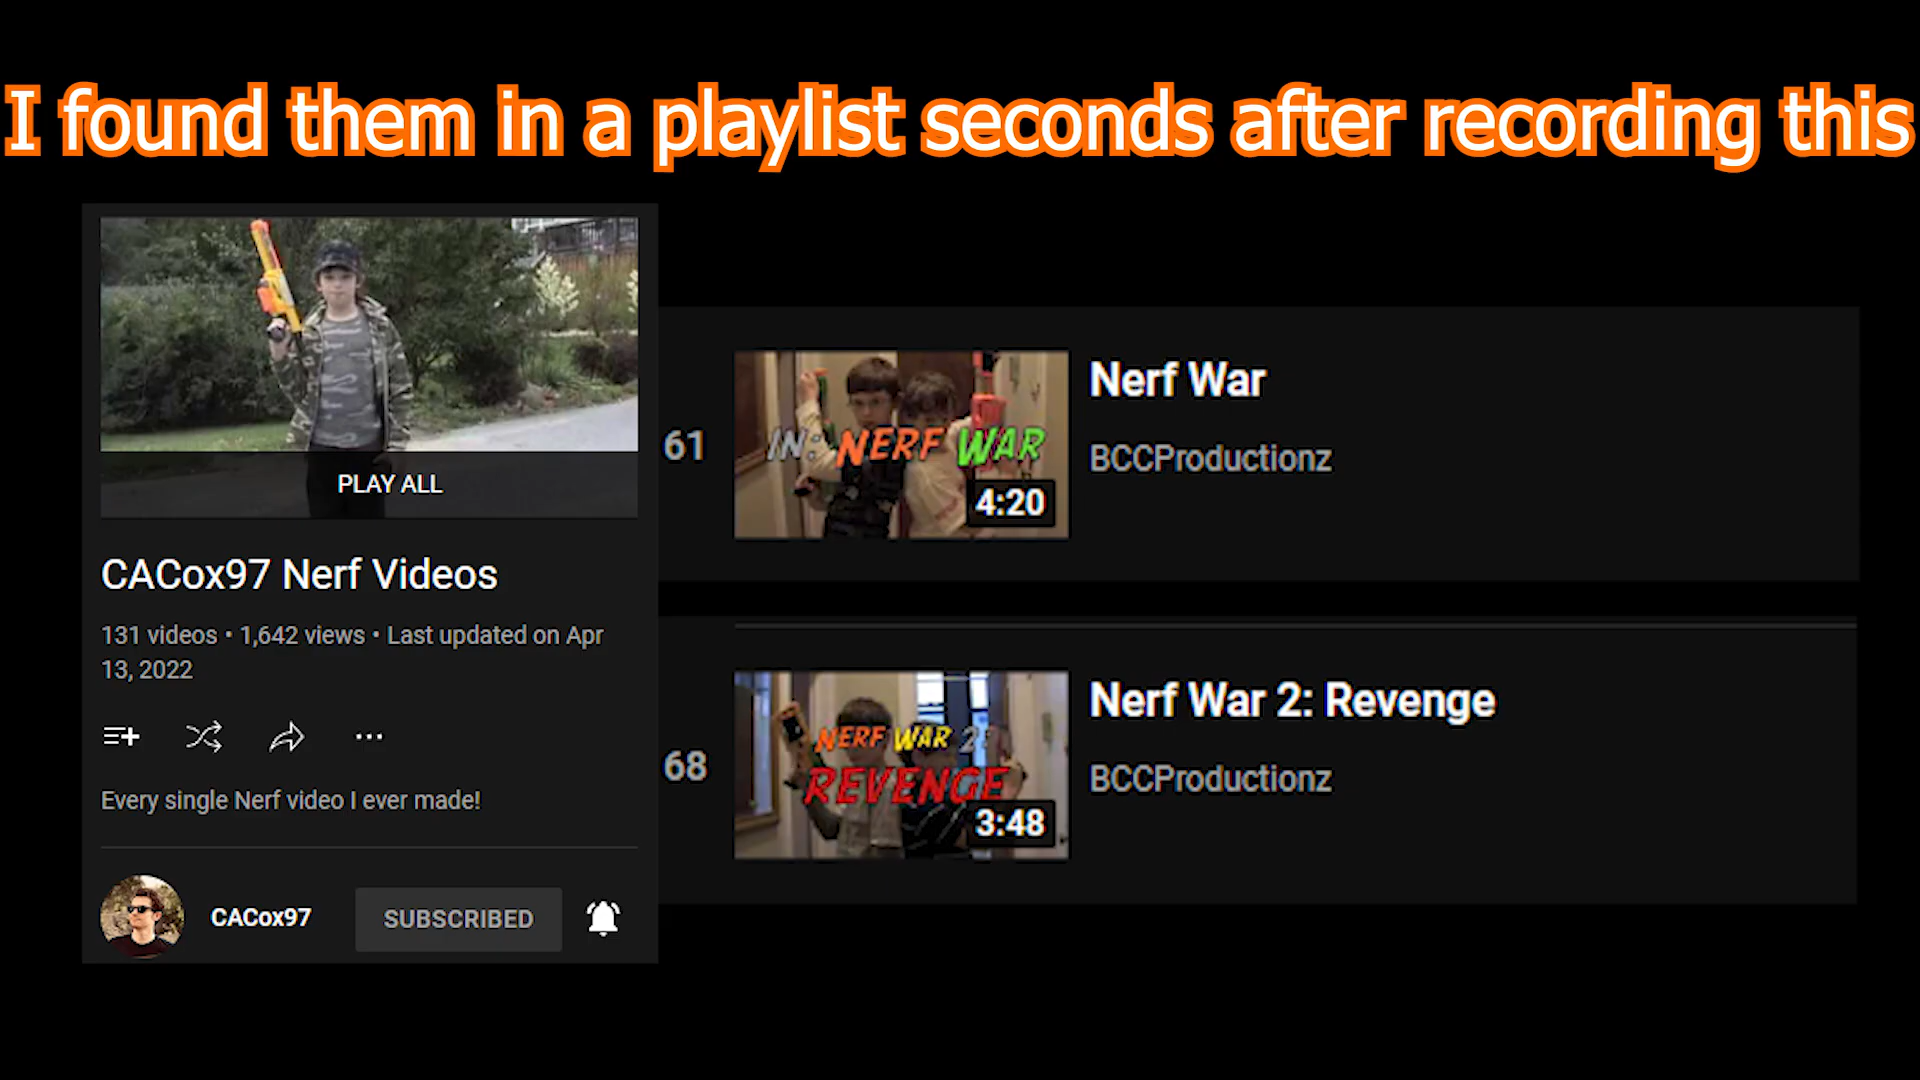 I found them in a playlist seconds after recording this
PLAY ALL
CACox97 Nerf Videos
131 videos • 1,642 views • Last updated on Apr
13, 2022
Every single Nerf video I ever made!
CACox97
SUBSCRIBED
61
IN: NERF WAR
4:20
Nerf War
BCCProductionz
68
NERF WAR 2:
REVENGE
3:48
Nerf War 2: Revenge
BCCProductionz